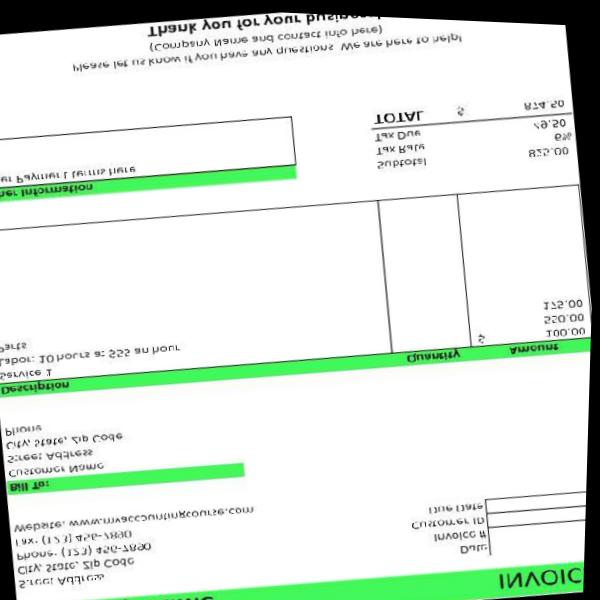 INVOIC
Street Address
City, State, Zip Code
Phone: (123) 456-7890
Fax: (123) 456-7890
Website: www.myaccountingcourse.com
Date:
Invoice #
Customer ID
Due Date
Bill To:
Customer Name
Street Address
City, State, Zip Code
Phone
Description Quantity Amount
Service 1 $ 100.00
Labor: 10 hours at $55 an hour 550.00
Parts 175.00
her Information
er Payment terms here
Subtotal 825.00
Tax Rate 6%
Tax Due 49.50
TOTAL $ 874.50
Please let us know if you have any questions. We are here to help!
(Company Name and contact info here)
Thank you for your business!